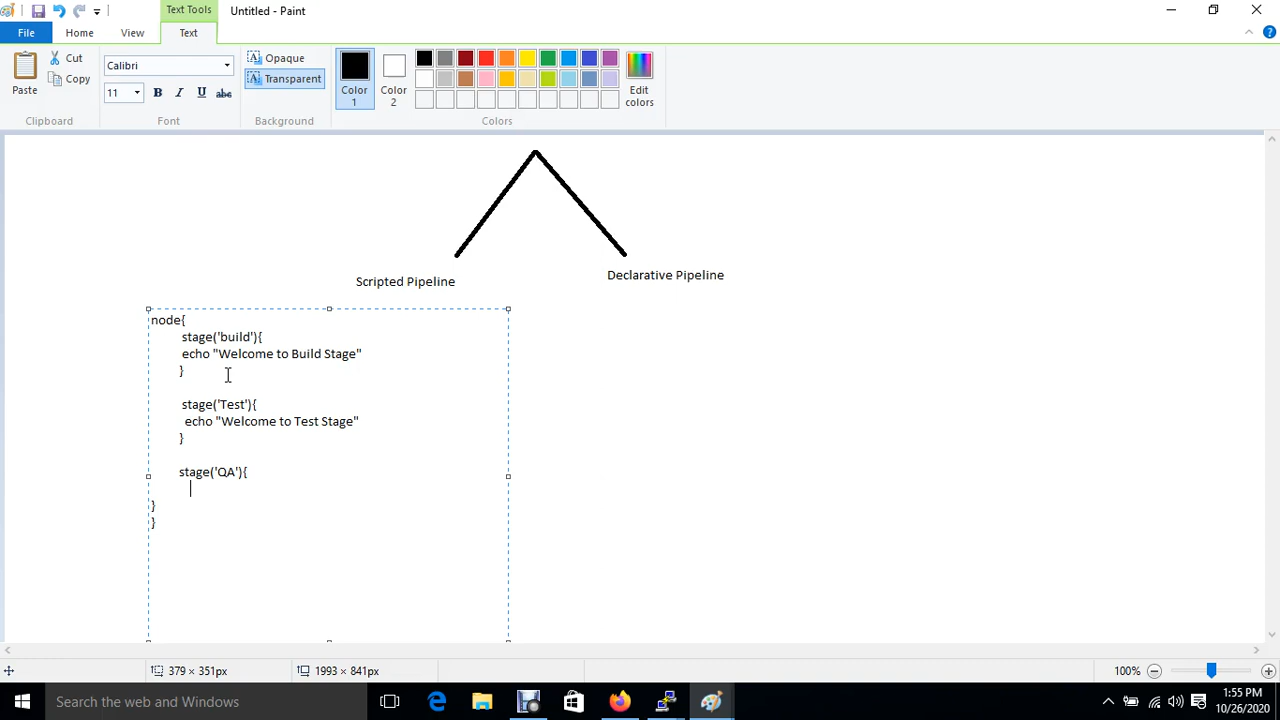 Text Tools
Untitled - Paint
File
Home
View
Text
Paste
Cut
Copy
Clipboard
Calibri
11
B I U abc
Font
Opaque
Transparent
Background
Color 1
Color 2
Edit colors
Colors
Scripted Pipeline
Declarative Pipeline
node{
stage('build'){
echo "Welcome to Build Stage"
}
stage('Test'){
echo "Welcome to Test Stage"
}
stage('QA'){
}
}
379 × 351px
1993 × 841px
100%
Search the web and Windows
1:55 PM
10/26/2020